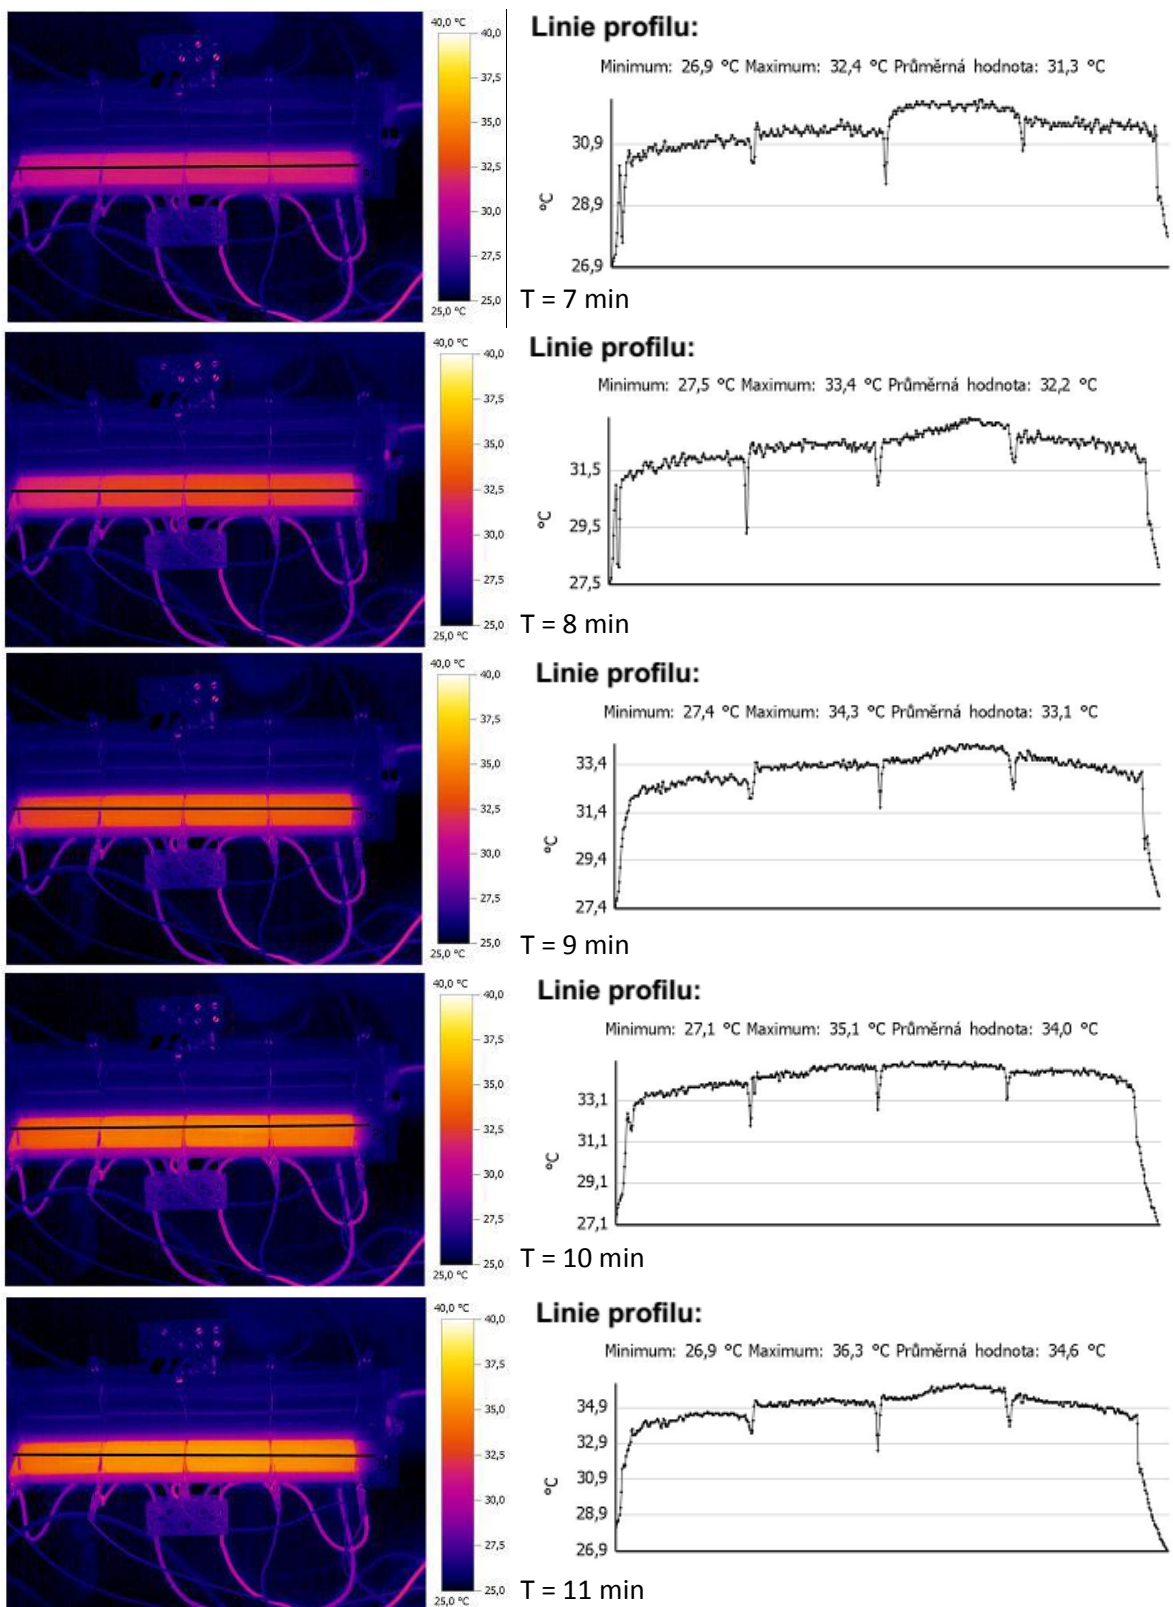 40,0 °C
40,0
37,5
35,0
32,5
30,0
27,5
25,0
25,0 °C
Linie profilu:
Minimum: 26,9 °C Maximum: 32,4 °C Průměrná hodnota: 31,3 °C
30,9
28,9
26,9
°C
T = 7 min
40,0 °C
40,0
37,5
35,0
32,5
30,0
27,5
25,0
25,0 °C
Linie profilu:
Minimum: 27,5 °C Maximum: 33,4 °C Průměrná hodnota: 32,2 °C
31,5
29,5
27,5
°C
T = 8 min
40,0 °C
40,0
37,5
35,0
32,5
30,0
27,5
25,0
25,0 °C
Linie profilu:
Minimum: 27,4 °C Maximum: 34,3 °C Průměrná hodnota: 33,1 °C
33,4
31,4
29,4
27,4
°C
T = 9 min
40,0 °C
40,0
37,5
35,0
32,5
30,0
27,5
25,0
25,0 °C
Linie profilu:
Minimum: 27,1 °C Maximum: 35,1 °C Průměrná hodnota: 34,0 °C
33,1
31,1
29,1
27,1
°C
T = 10 min
40,0 °C
40,0
37,5
35,0
32,5
30,0
27,5
25,0
25,0 °C
Linie profilu:
Minimum: 26,9 °C Maximum: 36,3 °C Průměrná hodnota: 34,6 °C
34,9
32,9
30,9
28,9
26,9
°C
T = 11 min